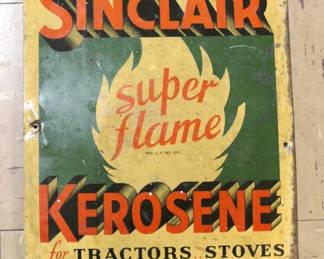 SINCLAIR
super
flame
KEROSENE
for TRACTORS.. STOVES